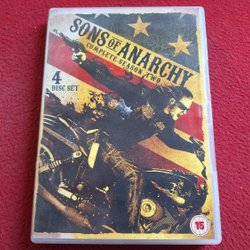 SONS OF ANARCHY
COMPLETE SEASON TWO
4
DISC SET
15